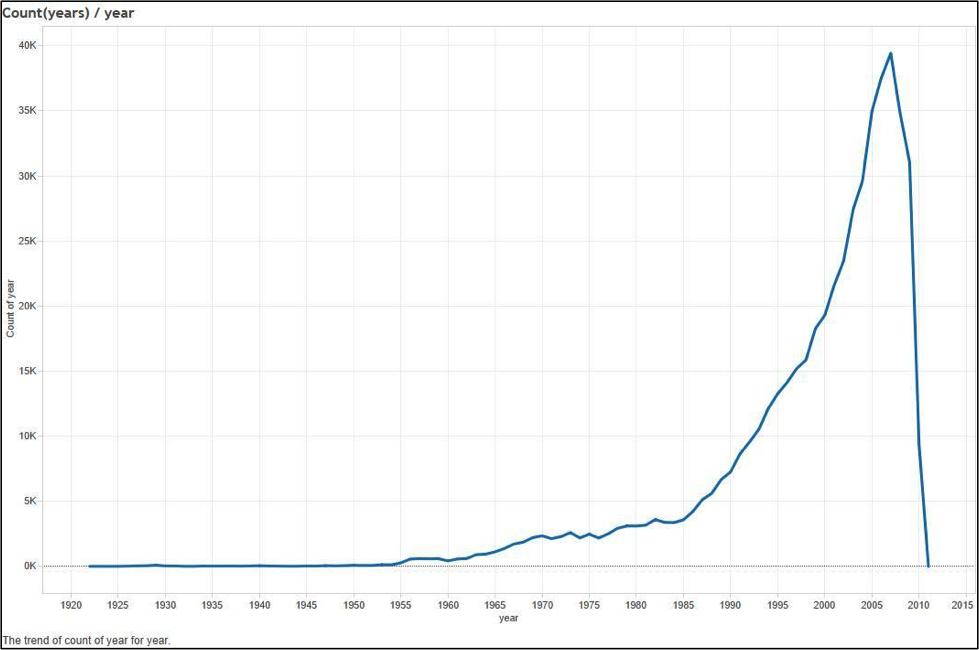 Count(years) / year
40K
35K
30K
25K
20K
15K
10K
5K
0K
Count of year
1920 1925 1930 1935 1940 1945 1950 1955 1960 1965 1970 1975 1980 1985 1990 1995 2000 2005 2010 2015
year
The trend of count of year for year.